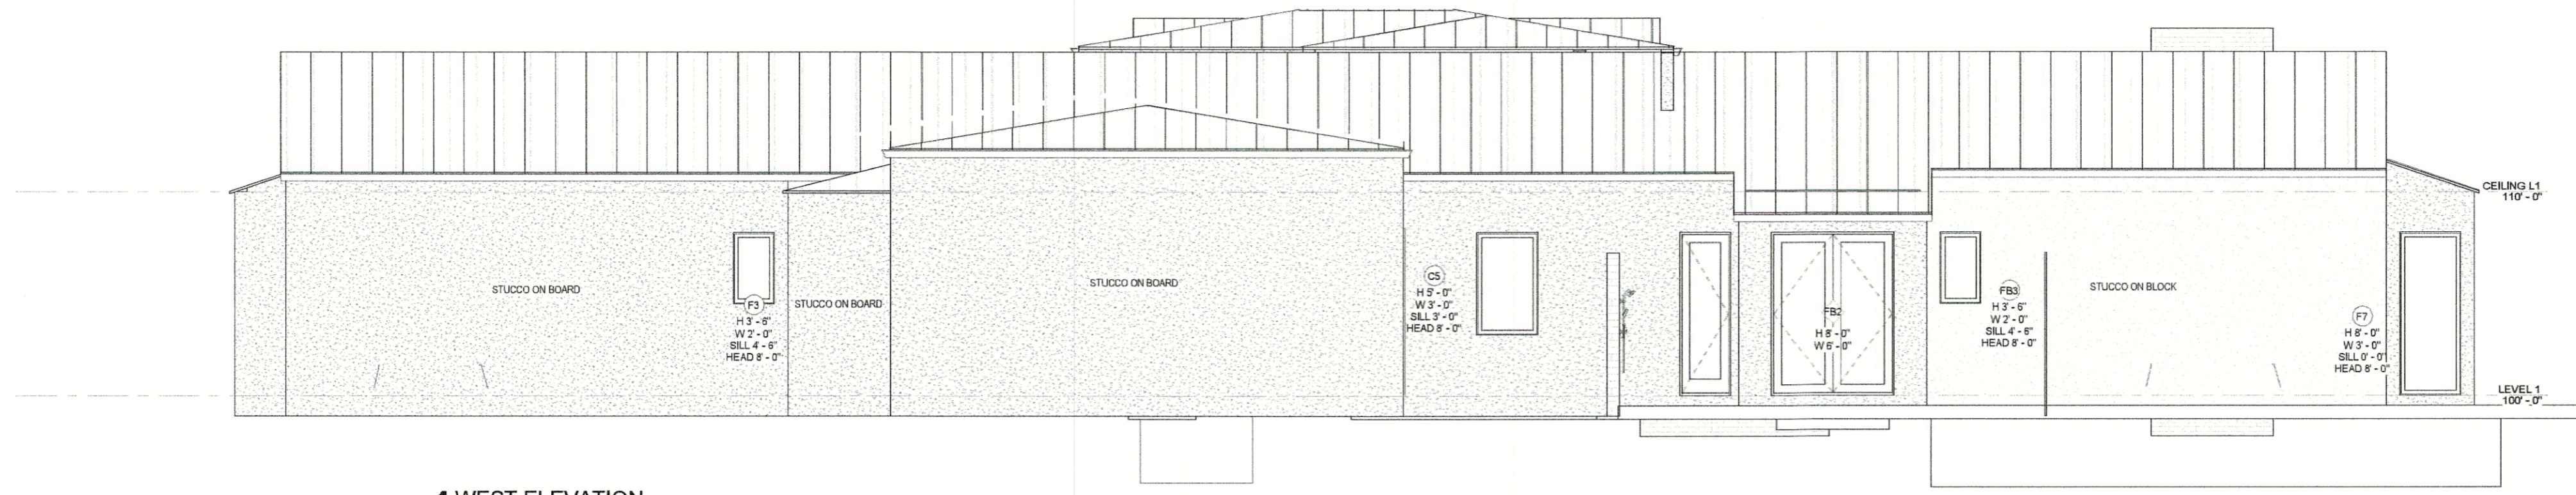 CEILING L1
110' - 0"
STUCCO ON BOARD
F3
H 3' - 6"
W 2' - 0"
SILL 4' - 6"
HEAD 8' - 0"
STUCCO ON BOARD
STUCCO ON BOARD
C5
H 5' - 0"
W 3' - 0"
SILL 3' - 0"
HEAD 8' - 0"
FB2
H 8' - 0"
W 6' - 0"
FB3
H 3' - 6"
W 2' - 0"
SILL 4' - 6"
HEAD 8' - 0"
STUCCO ON BLOCK
F7
H 8' - 0"
W 3' - 0"
SILL 0' - 0"
HEAD 8' - 0"
LEVEL 1
100' - 0"
4 WEST ELEVATION